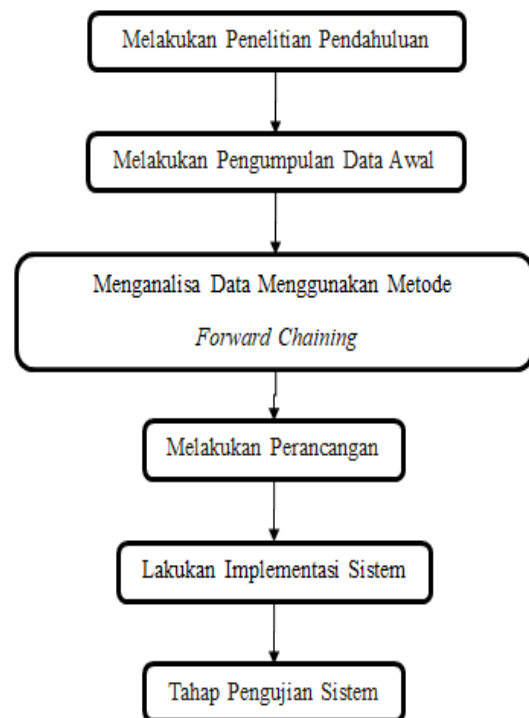 Melakukan Penelitian Pendahuluan
Melakukan Pengumpulan Data Awal
Menganalisa Data Menggunakan Metode
Forward Chaining
Melakukan Perancangan
Lakukan Implementasi Sistem
Tahap Pengujian Sistem